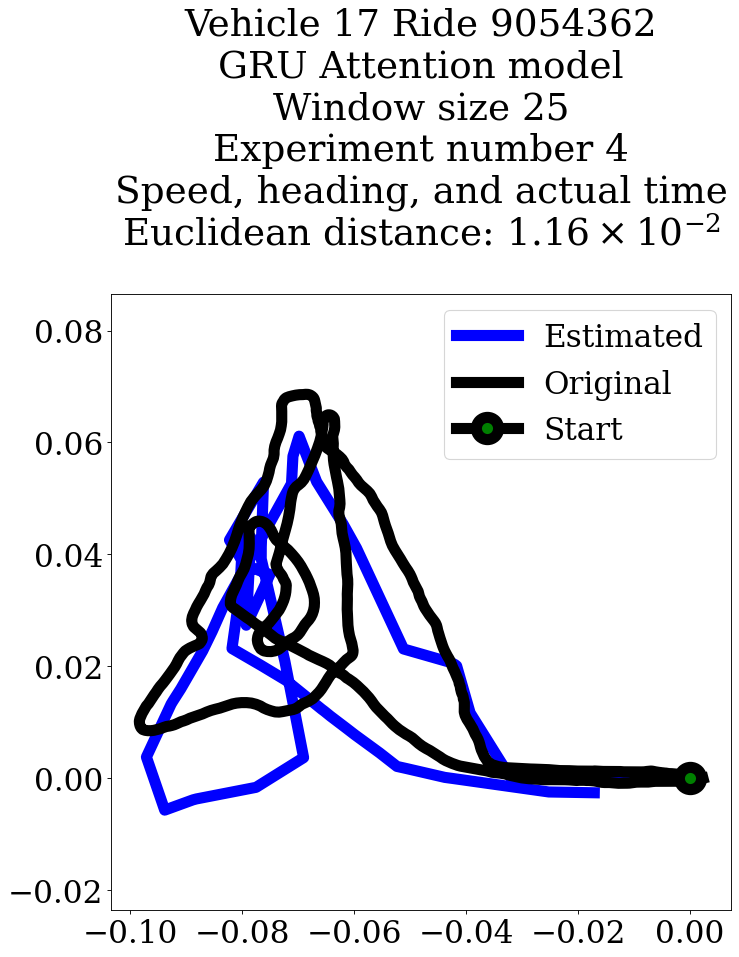 Vehicle 17 Ride 9054362
GRU Attention model
Window size 25
Experiment number 4
Speed, heading, and actual time
Euclidean distance: 1.16 × 10⁻²
Estimated
Original
Start
0.08
0.06
0.04
0.02
0.00
−0.02
−0.10 −0.08 −0.06 −0.04 −0.02 0.00